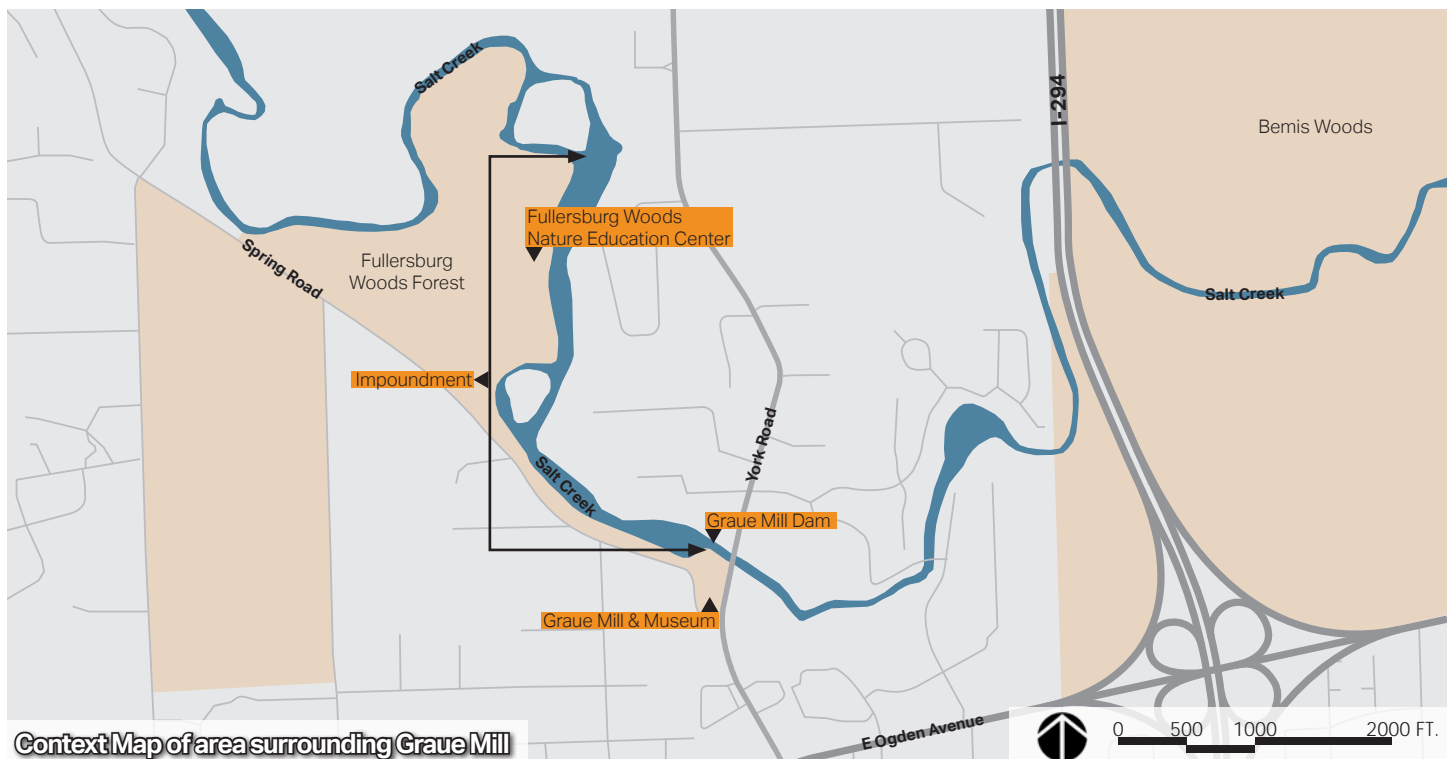 Salt Creek
I-294
Bemis Woods
Fullersburg Woods
Nature Education Center
Spring Road
Fullersburg
Woods Forest
Salt Creek
Impoundment
York Road
Salt Creek
Graue Mill Dam
Graue Mill & Museum
E Ogden Avenue
Context Map of area surrounding Graue Mill
0 500 1000 2000 FT.